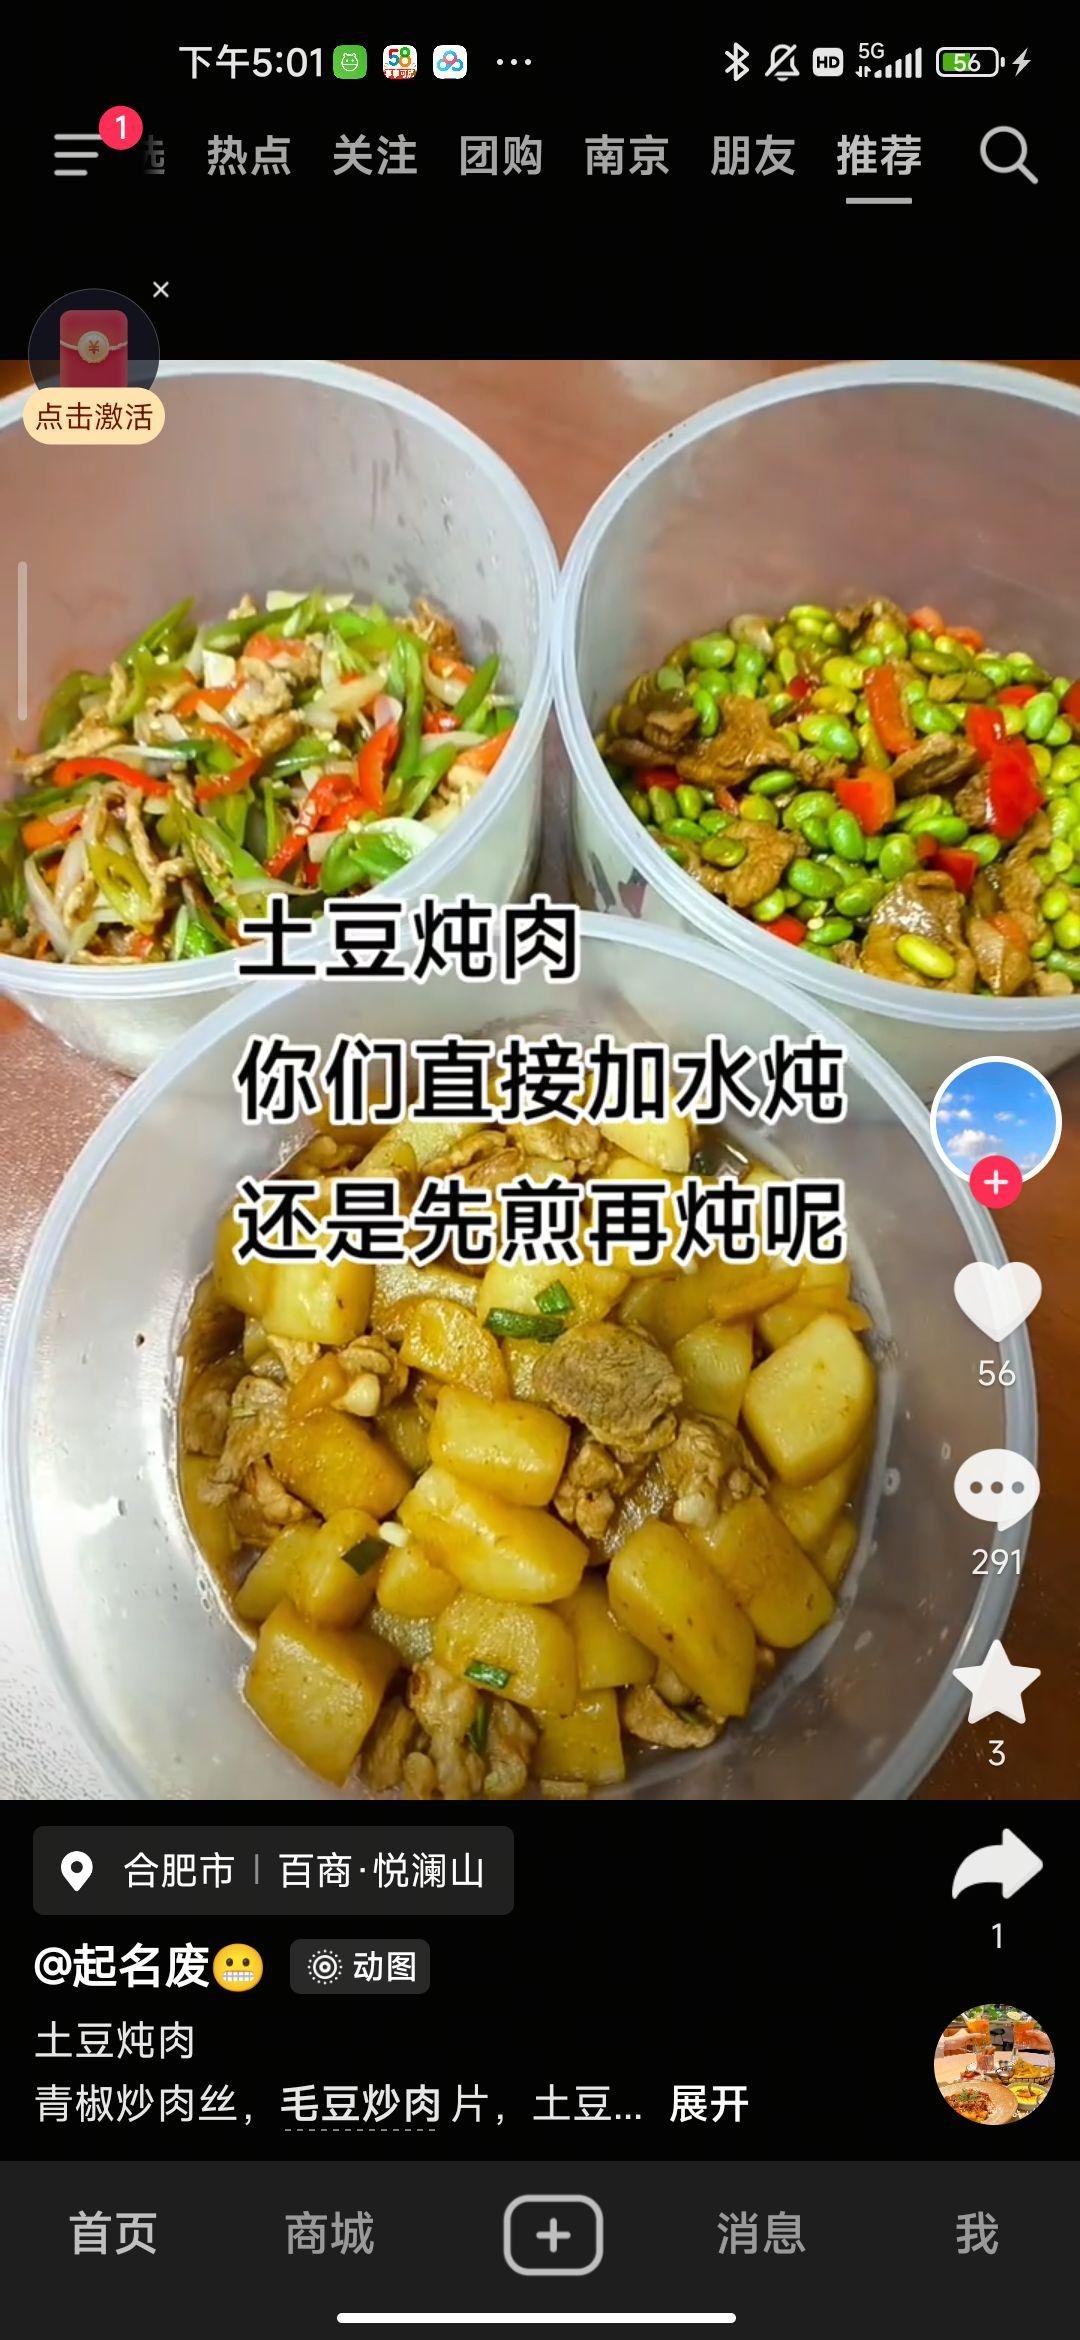 下午5:01
HD 5G 56
1
热点 关注 团购 南京 朋友 推荐
点击激活
土豆炖肉
你们直接加水炖
还是先煎再炖呢
56
291
3
1
合肥市 | 百商·悦澜山
@起名废😬 动图
土豆炖肉
青椒炒肉丝，毛豆炒肉片，土豆... 展开
首页 商城 消息 我